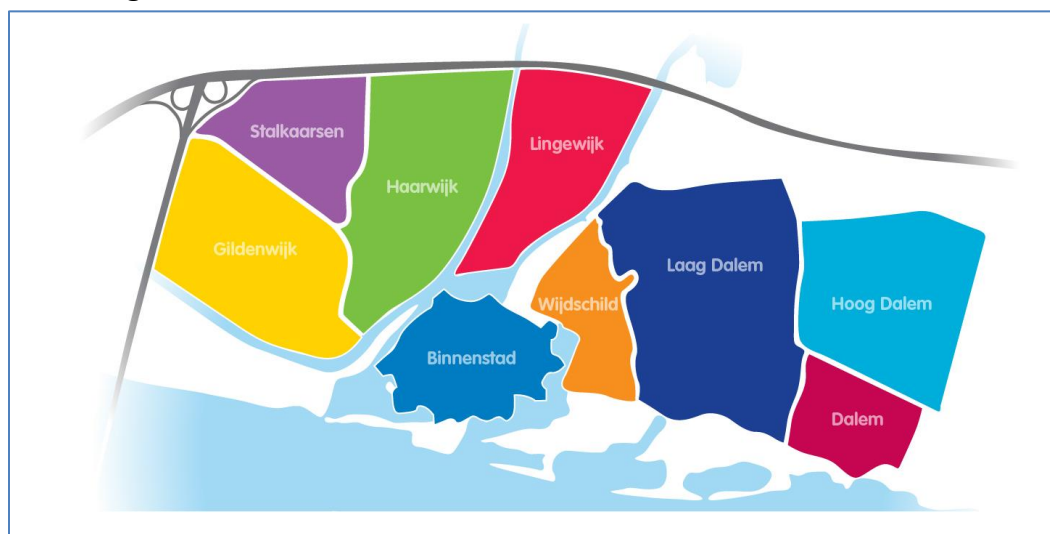 Stalkaarsen
Lingewijk
Haarwijk
Gildenwijk
Laag Dalem
Wijdschild
Hoog Dalem
Binnenstad
Dalem